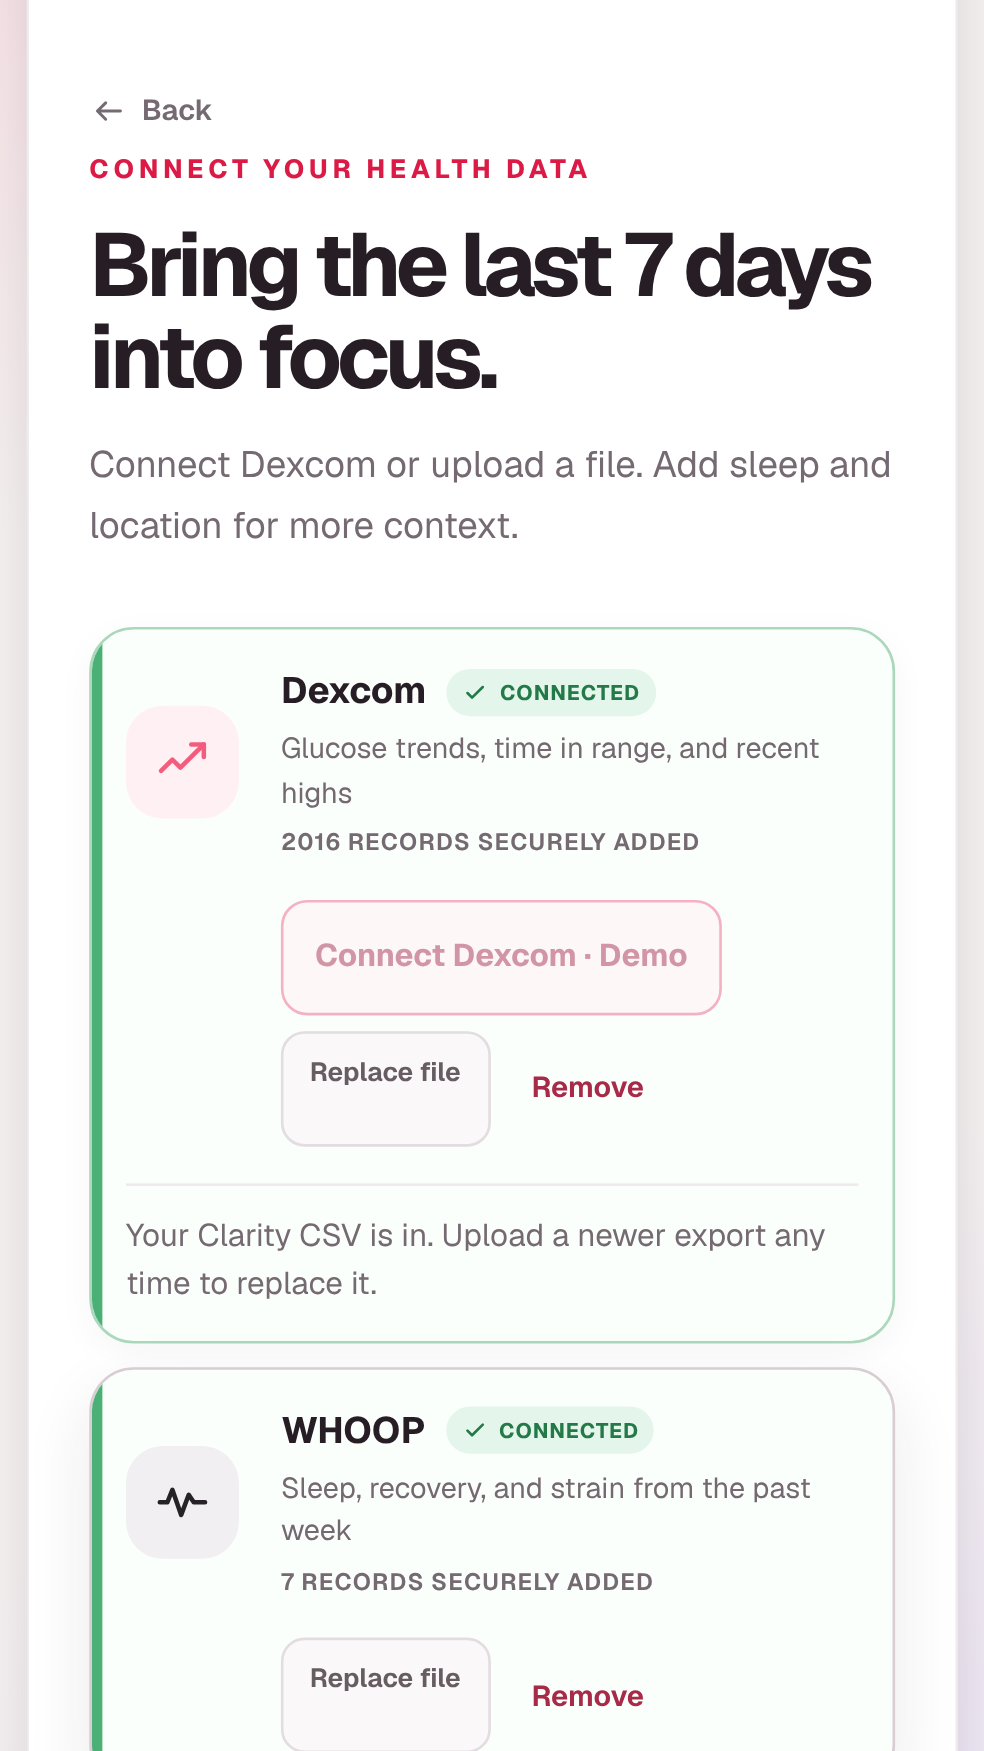 ← Back
CONNECT YOUR HEALTH DATA
Bring the last 7 days
into focus.
Connect Dexcom or upload a file. Add sleep and
location for more context.
Dexcom ✓ CONNECTED
Glucose trends, time in range, and recent
highs
2016 RECORDS SECURELY ADDED
Connect Dexcom · Demo
Replace file Remove
Your Clarity CSV is in. Upload a newer export any
time to replace it.
WHOOP ✓ CONNECTED
Sleep, recovery, and strain from the past
week
7 RECORDS SECURELY ADDED
Replace file Remove